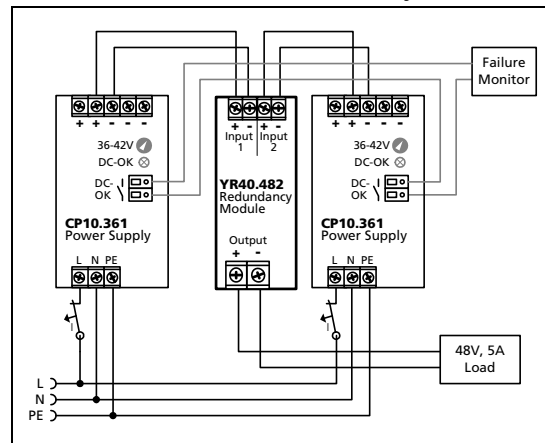 Failure
Monitor
+ + - - -
36-42V
DC-OK
DC-
OK
CP10.361
Power Supply
L N PE
+ - + -
Input Input
1 2
YR40.482
Redundancy
Module
Output
+ -
+ + - - -
36-42V
DC-OK
DC-
OK
CP10.361
Power Supply
L N PE
I
I
48V, 5A
Load
L
N
PE